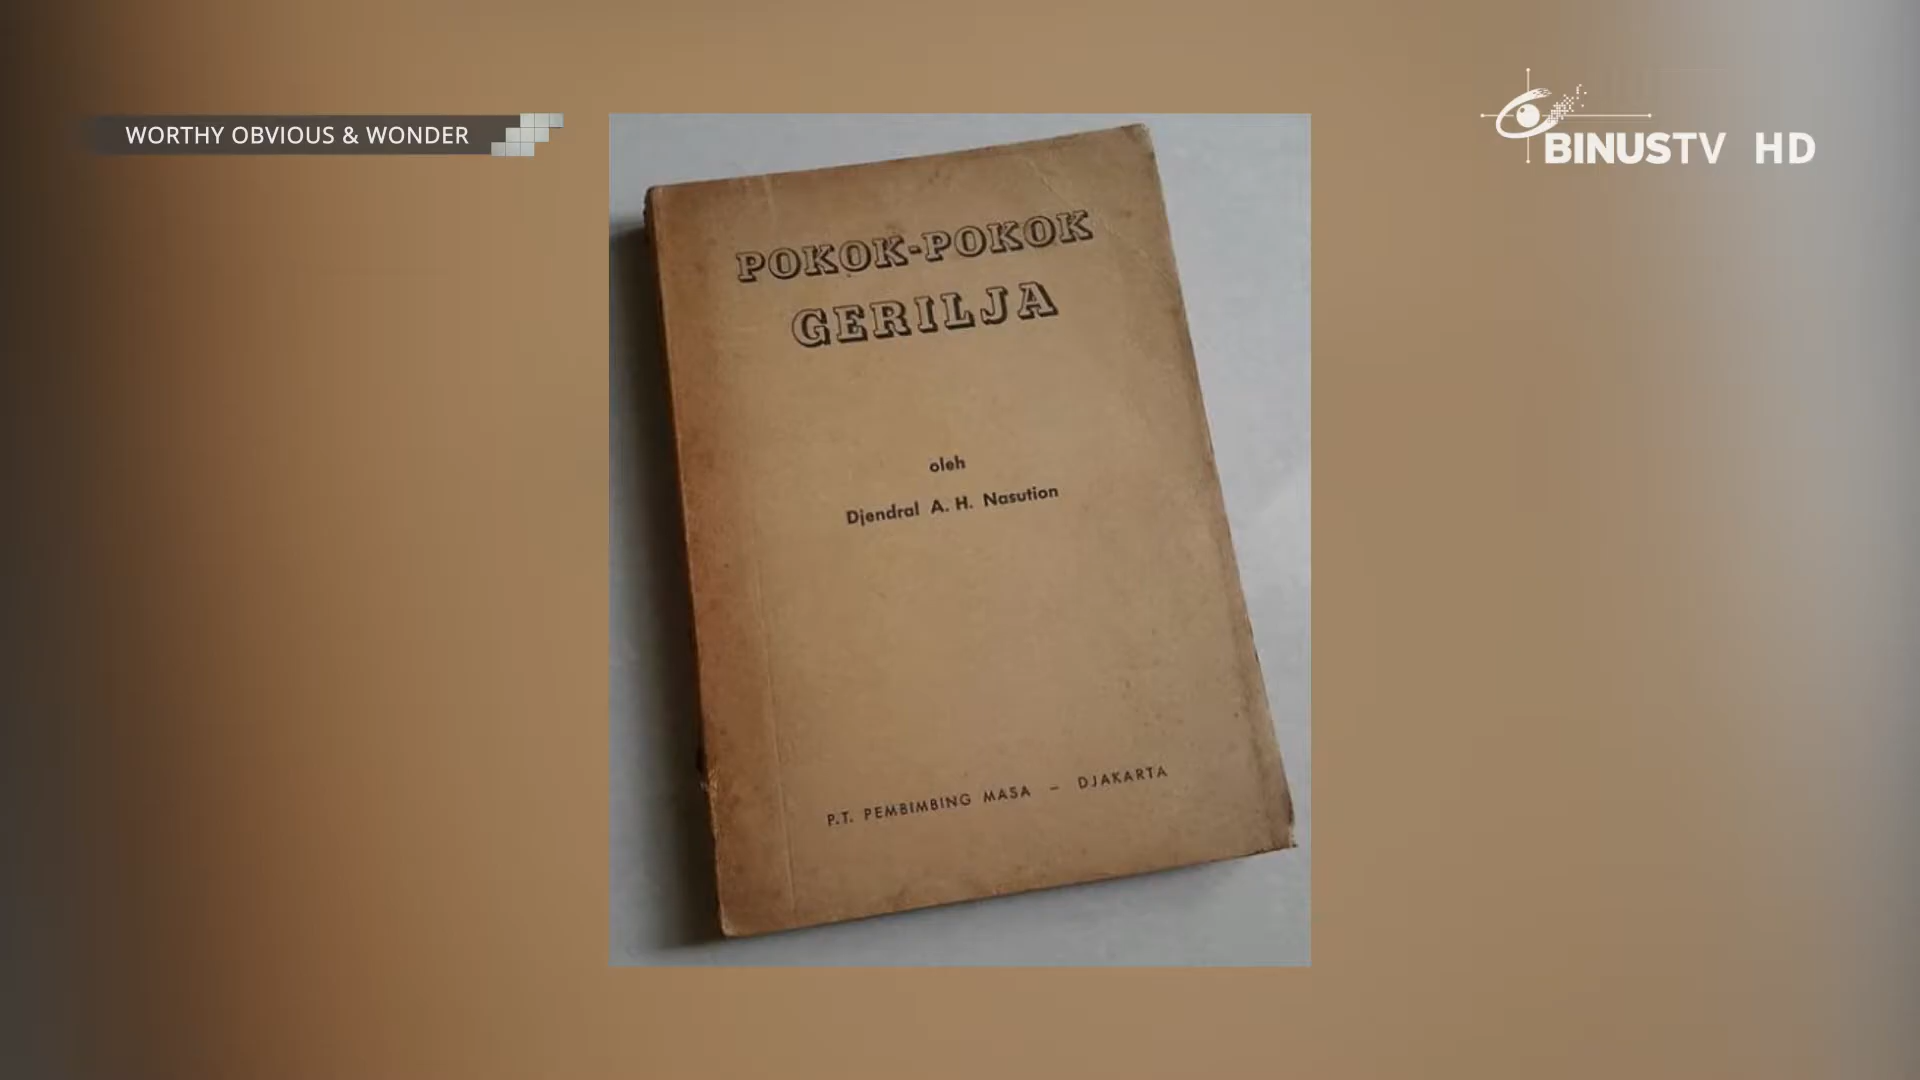 WORTHY OBVIOUS & WONDER
BINUSTV HD
POKOK-POKOK
GERILJA
oleh
Djendral A. H. Nasution
P.T. PEMBIMBING MASA – DJAKARTA